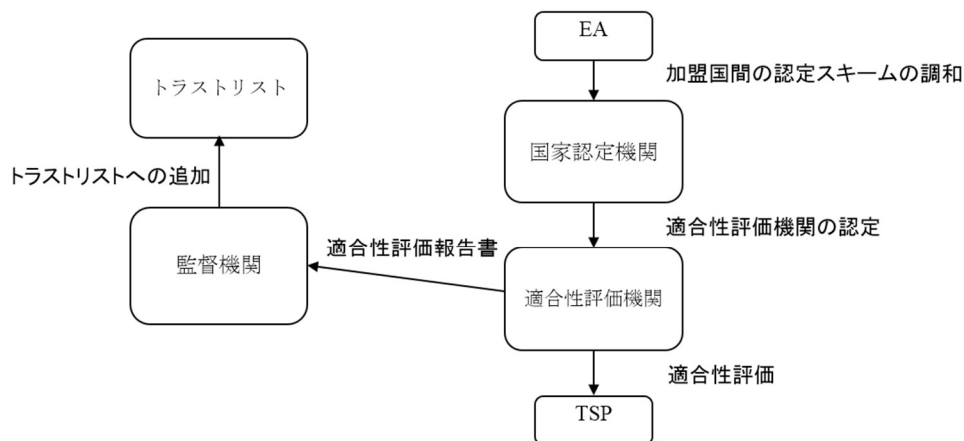 EA
加盟国間の認定スキームの調和
トラストリスト
国家認定機関
トラストリストへの追加
適合性評価機関の認定
適合性評価報告書
監督機関
適合性評価機関
適合性評価
TSP